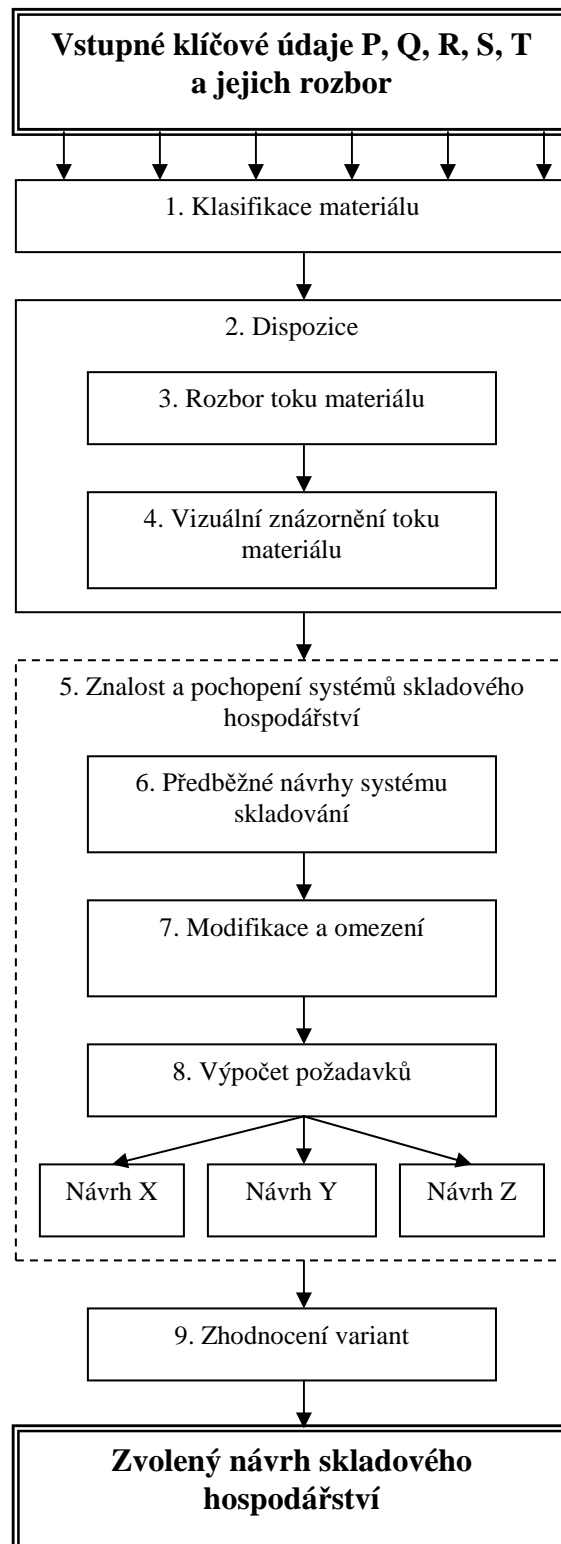 Vstupné klíčové údaje P, Q, R, S, T
a jejich rozbor
1. Klasifikace materiálu
2. Dispozice
3. Rozbor toku materiálu
4. Vizuální znázornění toku
materiálu
5. Znalost a pochopení systémů skladového
hospodářství
6. Předběžné návrhy systému
skladování
7. Modifikace a omezení
8. Výpočet požadavků
Návrh X
Návrh Y
Návrh Z
9. Zhodnocení variant
Zvolený návrh skladového
hospodářství